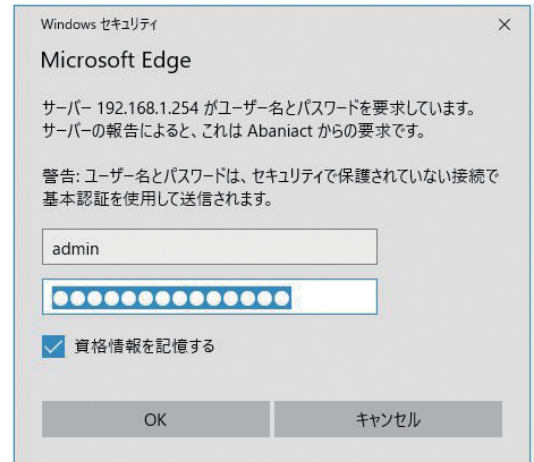 Windows セキュリティ
Microsoft Edge
サーバー 192.168.1.254 がユーザー名とパスワードを要求しています。
サーバーの報告によると、これは Abaniact からの要求です。
警告: ユーザー名とパスワードは、セキュリティで保護されていない接続で
基本認証を使用して送信されます。
admin
●●●●●●●●●●●●●●
資格情報を記憶する
OK
キャンセル